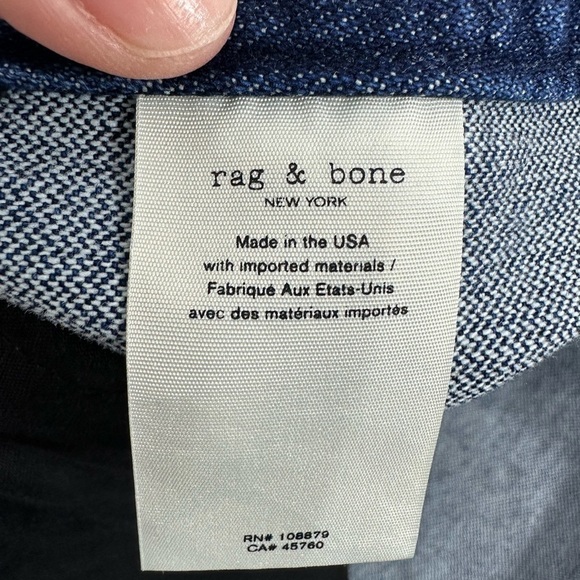 rag & bone
NEW YORK
Made in the USA
with imported materials /
Fabriqué Aux Etats-Unis
avec des matériaux importés
RN# 108879
CA# 45760